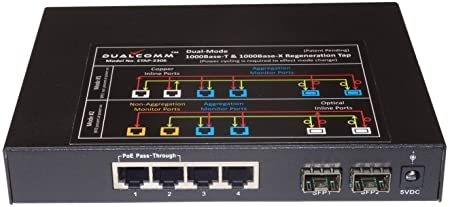 DUALCOMM™
Model No. ETAP-3306
Dual-Mode
1000Base-T & 1000Base-X Regeneration Tap
(Patent Pending)
(Power cycling is required to effect mode change)
Mode #1
Copper
Inline Ports
Aggregation
Monitor Ports
Mode #2
Non-Aggregation
Monitor Ports
Aggregation
Monitor Ports
Optical
Inline Ports
PoE Pass-Through
1 2 3 4
SFP1 SFP2 5VDC